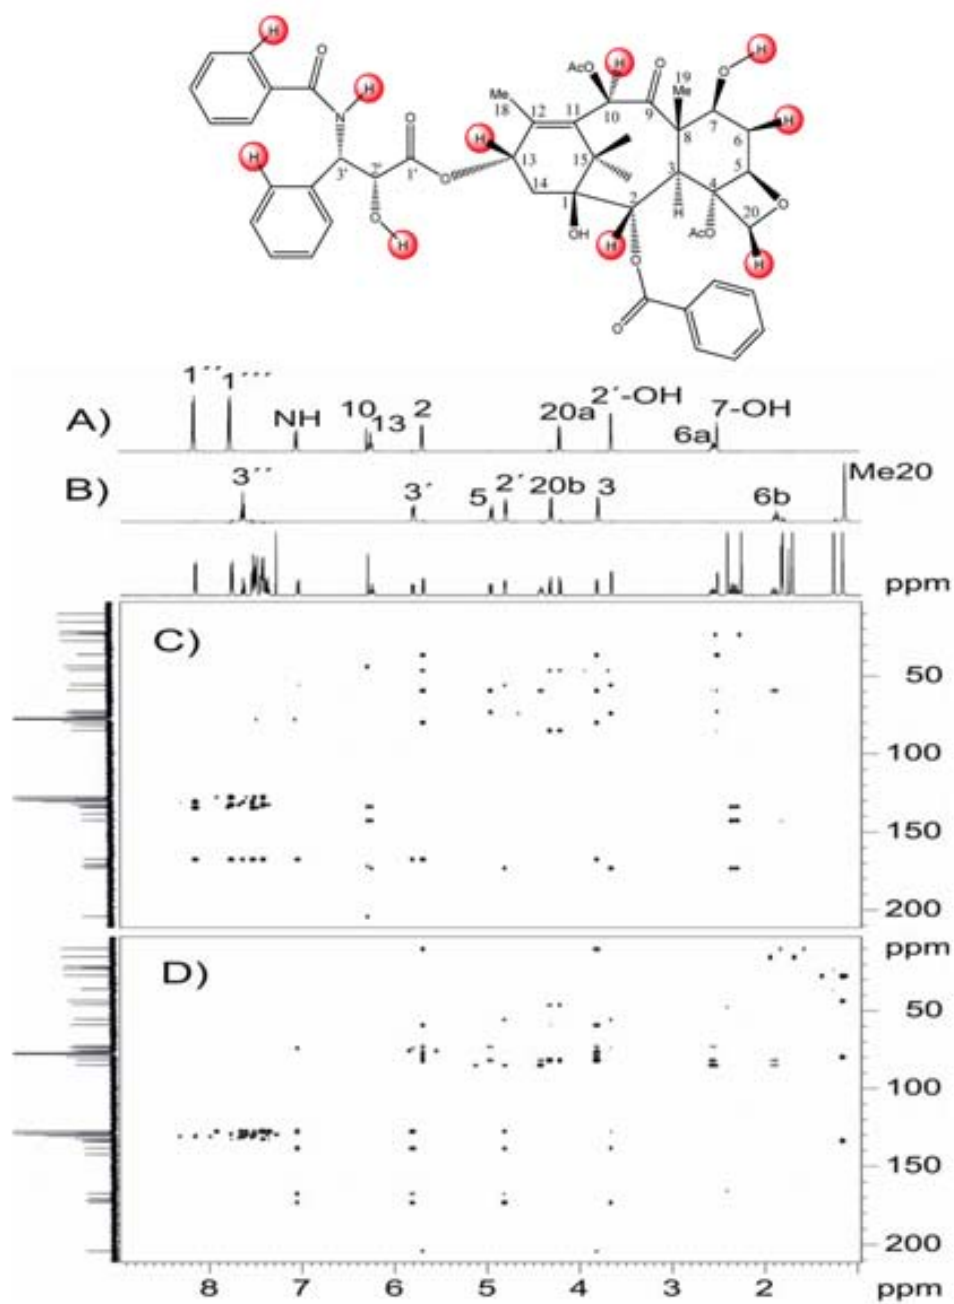 H
H
O
H
AcO
H
O
19
Me
O
H
Me
18
12
11
10
9
8
7
6
H
N
H
O
H
13
15
5
H
3'
2'
1'
O
14
3
4
O
1
2
H
20
O
H
OH
H
AcO
H
O
O
1´´ 1´´´
A)
NH
10
13
2
20a
2´-OH
6a
7-OH
B)
3´´
3´
5
2´
20b
3
6b
Me20
ppm
C)
50
100
150
200
ppm
D)
50
100
150
200
8 7 6 5 4 3 2 ppm